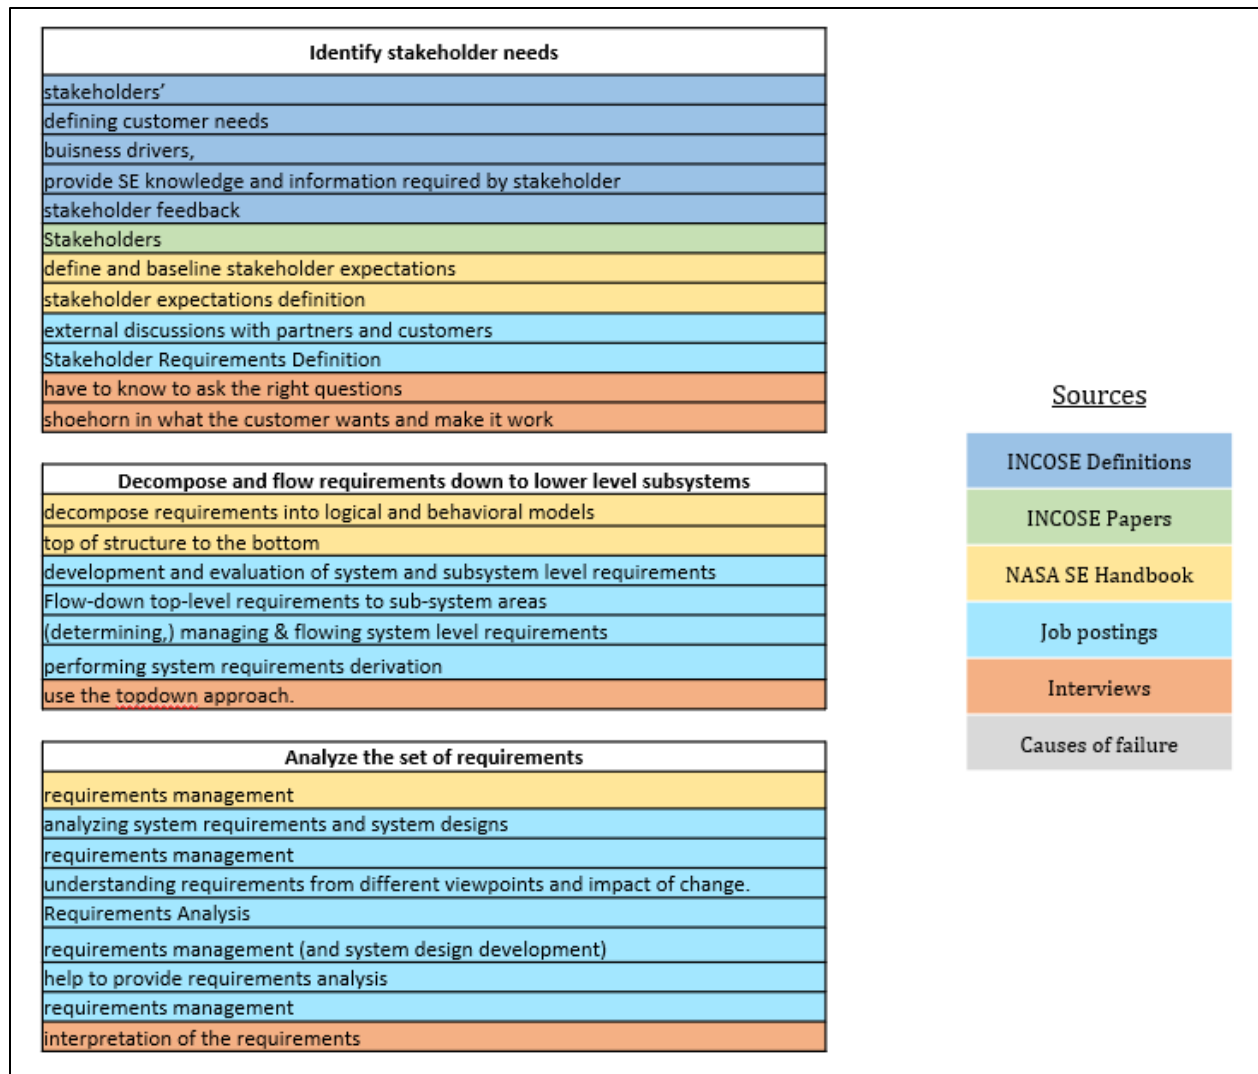 Identify stakeholder needs
stakeholders’
defining customer needs
buisness drivers,
provide SE knowledge and information required by stakeholder
stakeholder feedback
Stakeholders
define and baseline stakeholder expectations
stakeholder expectations definition
external discussions with partners and customers
Stakeholder Requirements Definition
have to know to ask the right questions
shoehorn in what the customer wants and make it work
Decompose and flow requirements down to lower level subsystems
decompose requirements into logical and behavioral models
top of structure to the bottom
development and evaluation of system and subsystem level requirements
Flow-down top-level requirements to sub-system areas
(determining,) managing & flowing system level requirements
performing system requirements derivation
use the topdown approach.
Analyze the set of requirements
requirements management
analyzing system requirements and system designs
requirements management
understanding requirements from different viewpoints and impact of change.
Requirements Analysis
requirements management (and system design development)
help to provide requirements analysis
requirements management
interpretation of the requirements
Sources
INCOSE Definitions
INCOSE Papers
NASA SE Handbook
Job postings
Interviews
Causes of failure